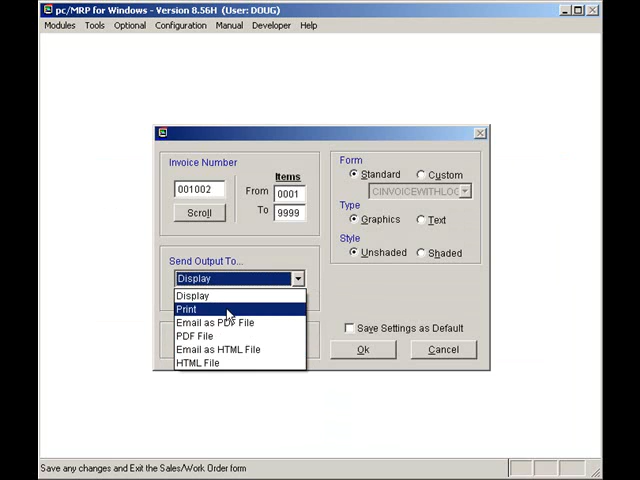 pc/MRP for Windows - Version 8.56H (User: DOUG)
Modules Tools Optional Configuration Manual Developer Help
Invoice Number
001002
Scroll
Items
From 0001
To 9999
Form
Standard Custom
CINVOICEWITHLOG
Type
Graphics Text
Style
Unshaded Shaded
Send Output To...
Display
Display
Print
Email as PDF File
PDF File
Email as HTML File
HTML File
Save Settings as Default
Ok Cancel
Save any changes and Exit the Sales/Work Order form